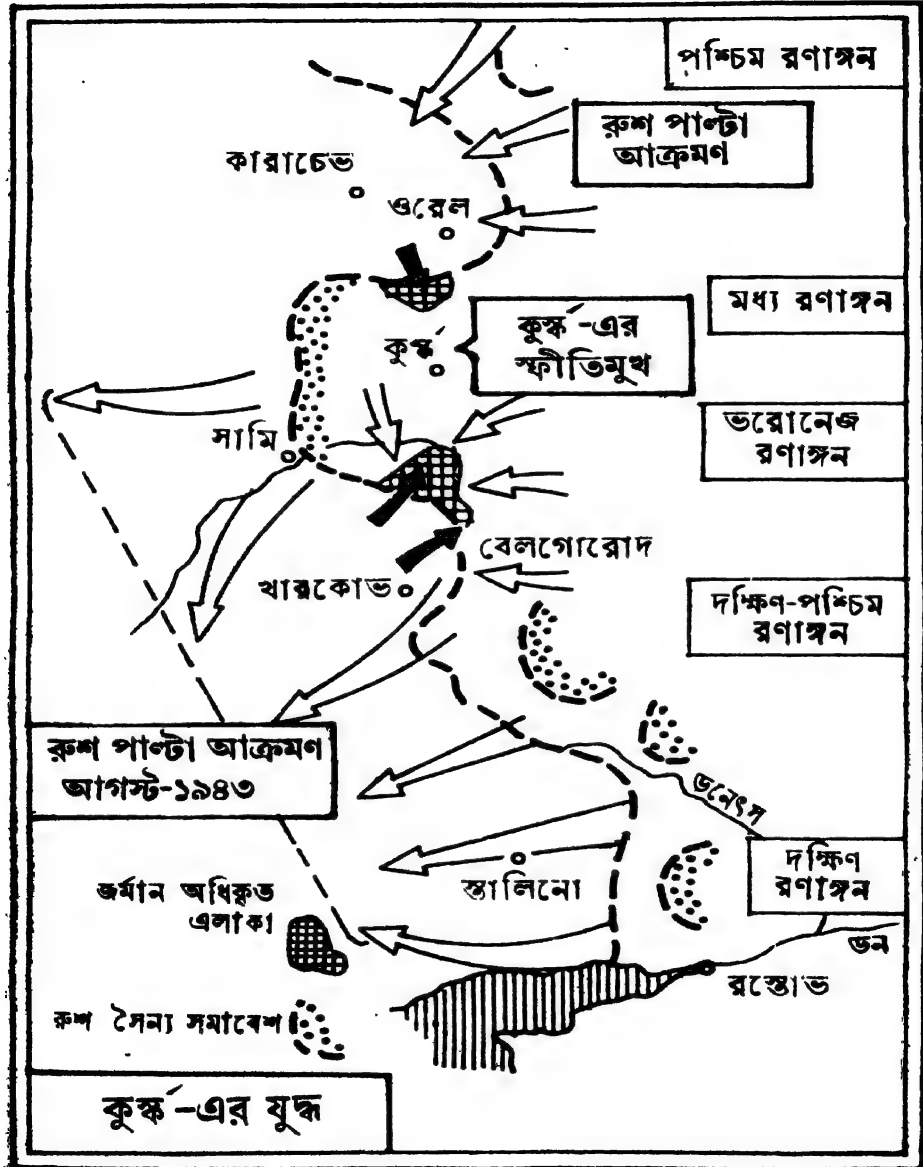 পশ্চিম রণাঙ্গন
রুশ পাল্টা
আক্রমণ
কারাচেভ
ওরেল
মধ্য রণাঙ্গন
কুর্স্ক
কুর্স্ক-এর
স্ফীতিমুখ
ভরোনেজ
রণাঙ্গন
সামি
বেলগোরোদ
খারকোভ
দক্ষিণ-পশ্চিম
রণাঙ্গন
রুশ পাল্টা আক্রমণ
আগস্ট-১৯৪৩
ডনেৎস
দক্ষিণ
রণাঙ্গন
স্তালিনো
জর্মান অধিকৃত
এলাকা
ডন
রস্তোভ
রুশ সৈন্য সমাবেশ
কুর্স্ক-এর যুদ্ধ